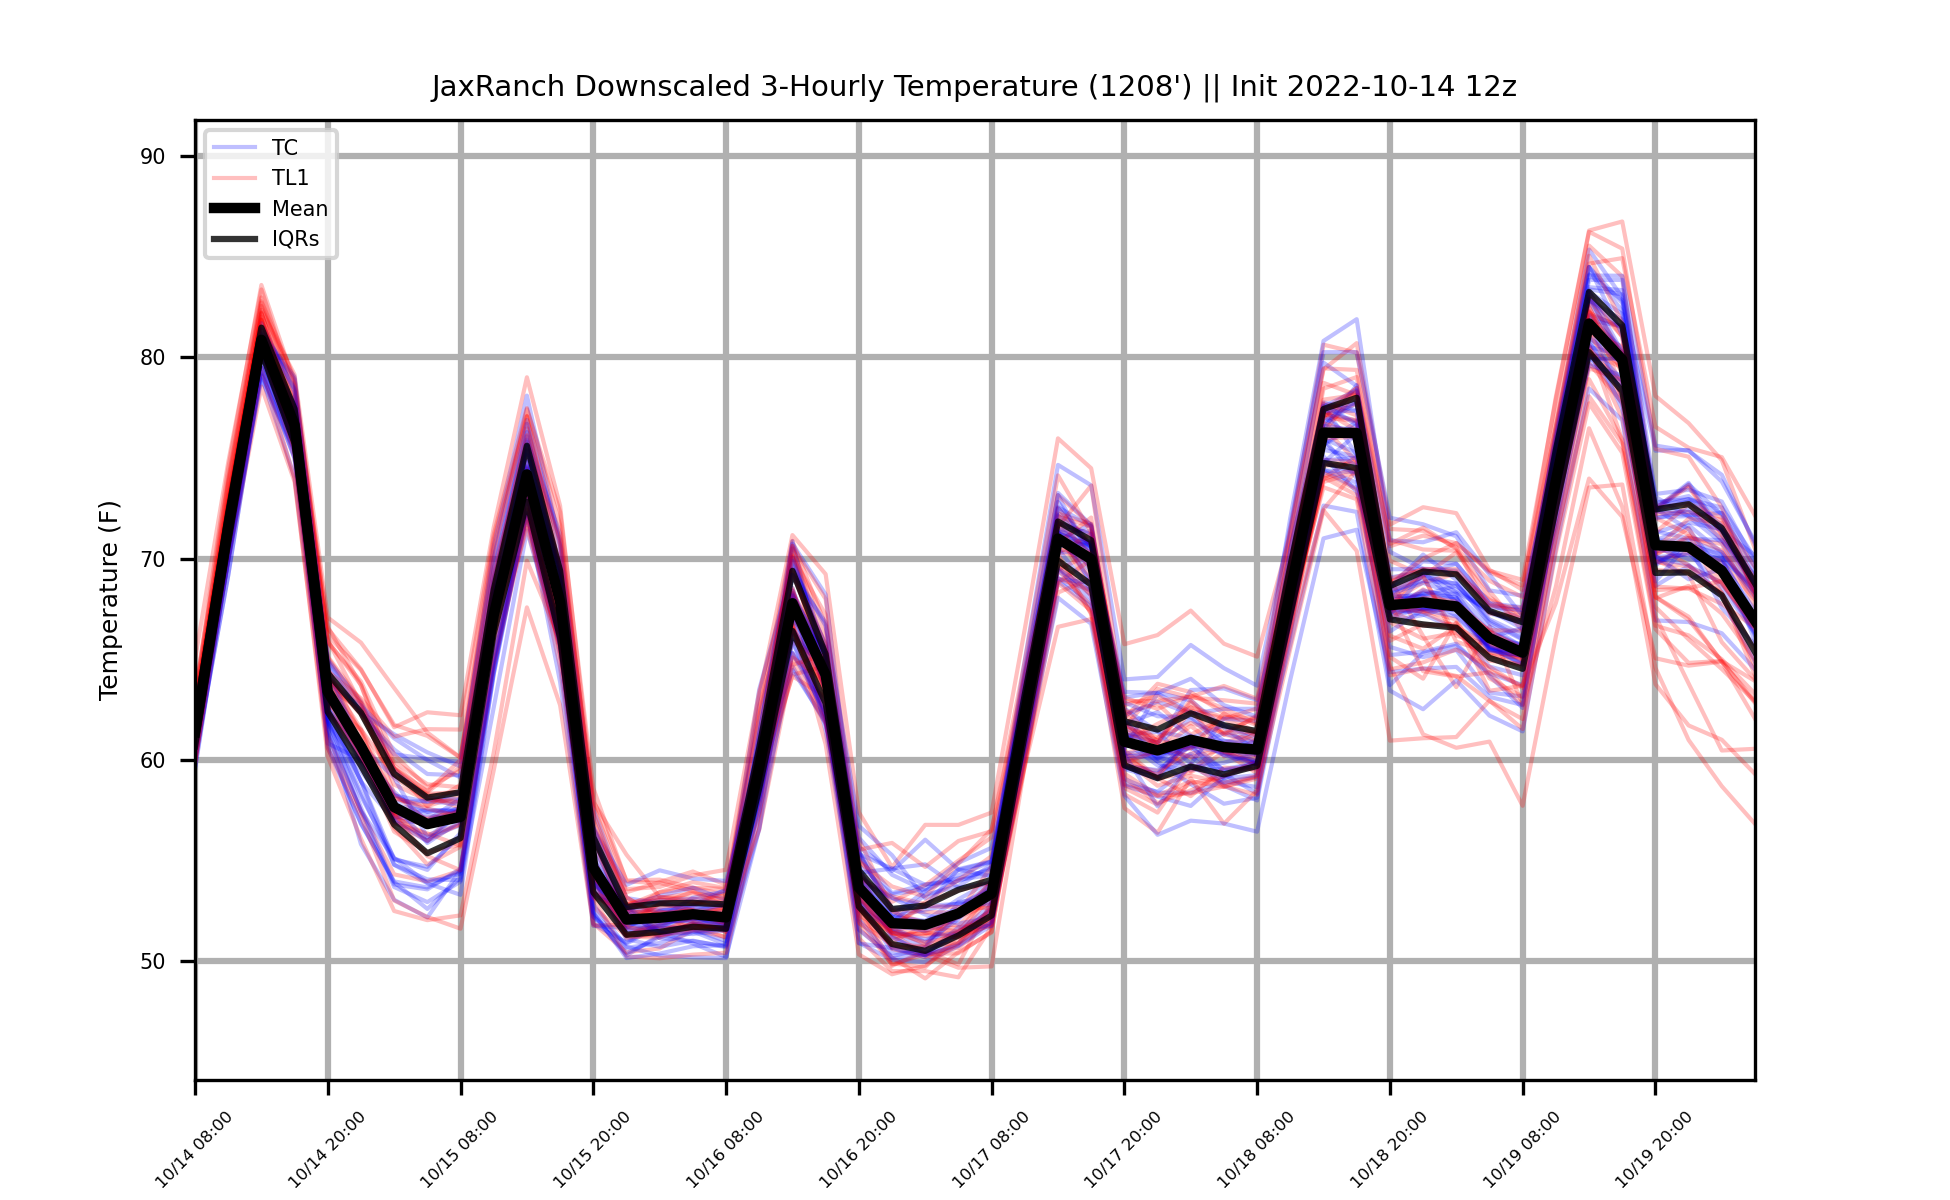 JaxRanch Downscaled 3-Hourly Temperature (1208') || Init 2022-10-14 12z
TC
TL1
Mean
IQRs
90
80
70
60
50
Temperature (F)
10/14 08:00
10/14 20:00
10/15 08:00
10/15 20:00
10/16 08:00
10/16 20:00
10/17 08:00
10/17 20:00
10/18 08:00
10/18 20:00
10/19 08:00
10/19 20:00